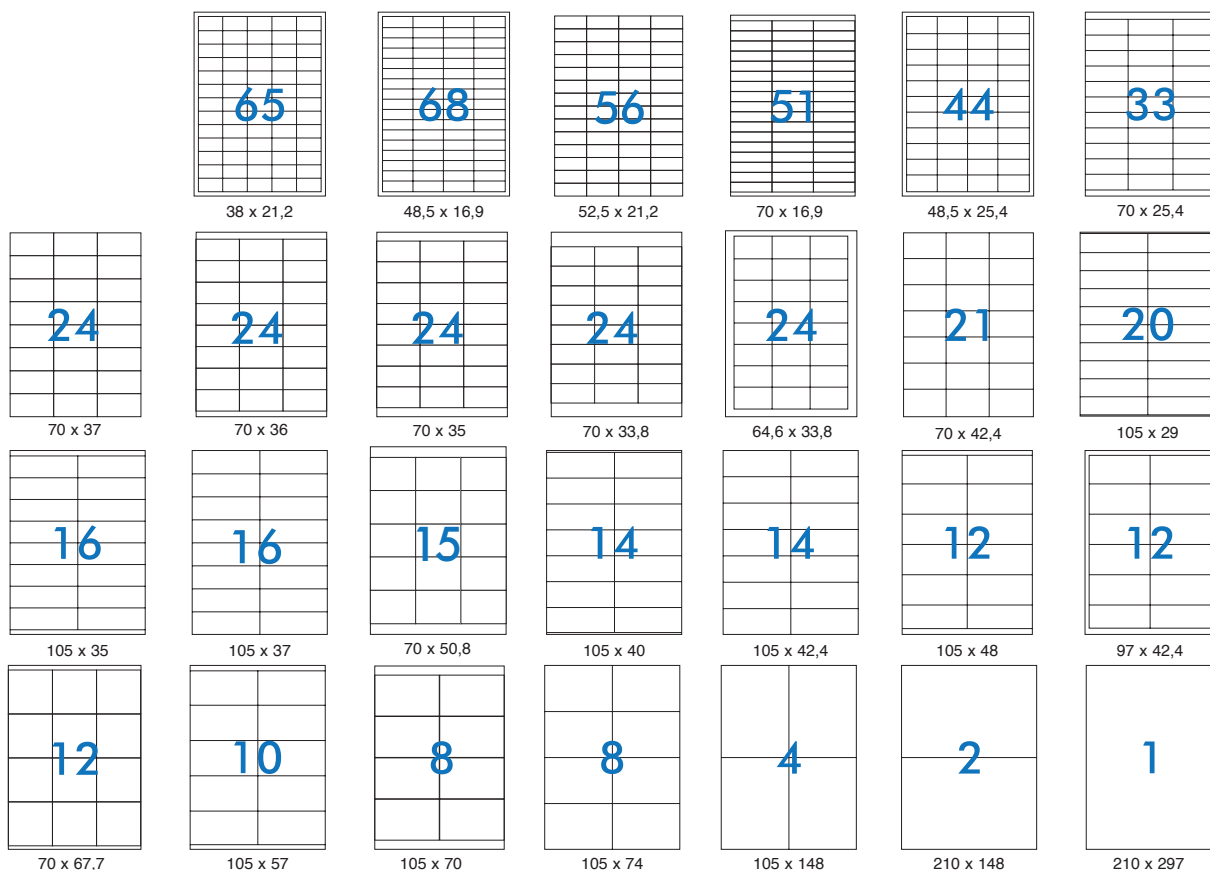 65 68 56 51 44 33
38 x 21,2 48,5 x 16,9 52,5 x 21,2 70 x 16,9 48,5 x 25,4 70 x 25,4
24 24 24 24 24 21 20
70 x 37 70 x 36 70 x 35 70 x 33,8 64,6 x 33,8 70 x 42,4 105 x 29
16 16 15 14 14 12 12
105 x 35 105 x 37 70 x 50,8 105 x 40 105 x 42,4 105 x 48 97 x 42,4
12 10 8 8 4 2 1
70 x 67,7 105 x 57 105 x 70 105 x 74 105 x 148 210 x 148 210 x 297